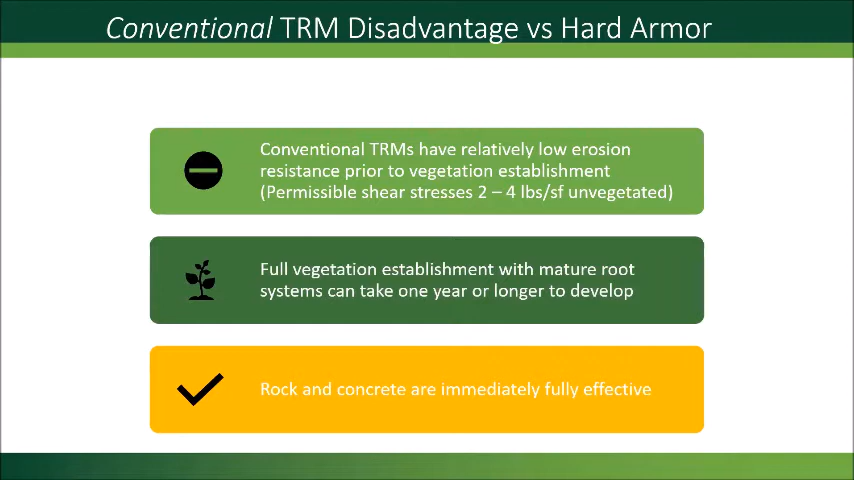 Conventional TRM Disadvantage vs Hard Armor
Conventional TRMs have relatively low erosion
resistance prior to vegetation establishment
(Permissible shear stresses 2 – 4 lbs/sf unvegetated)
Full vegetation establishment with mature root
systems can take one year or longer to develop
Rock and concrete are immediately fully effective